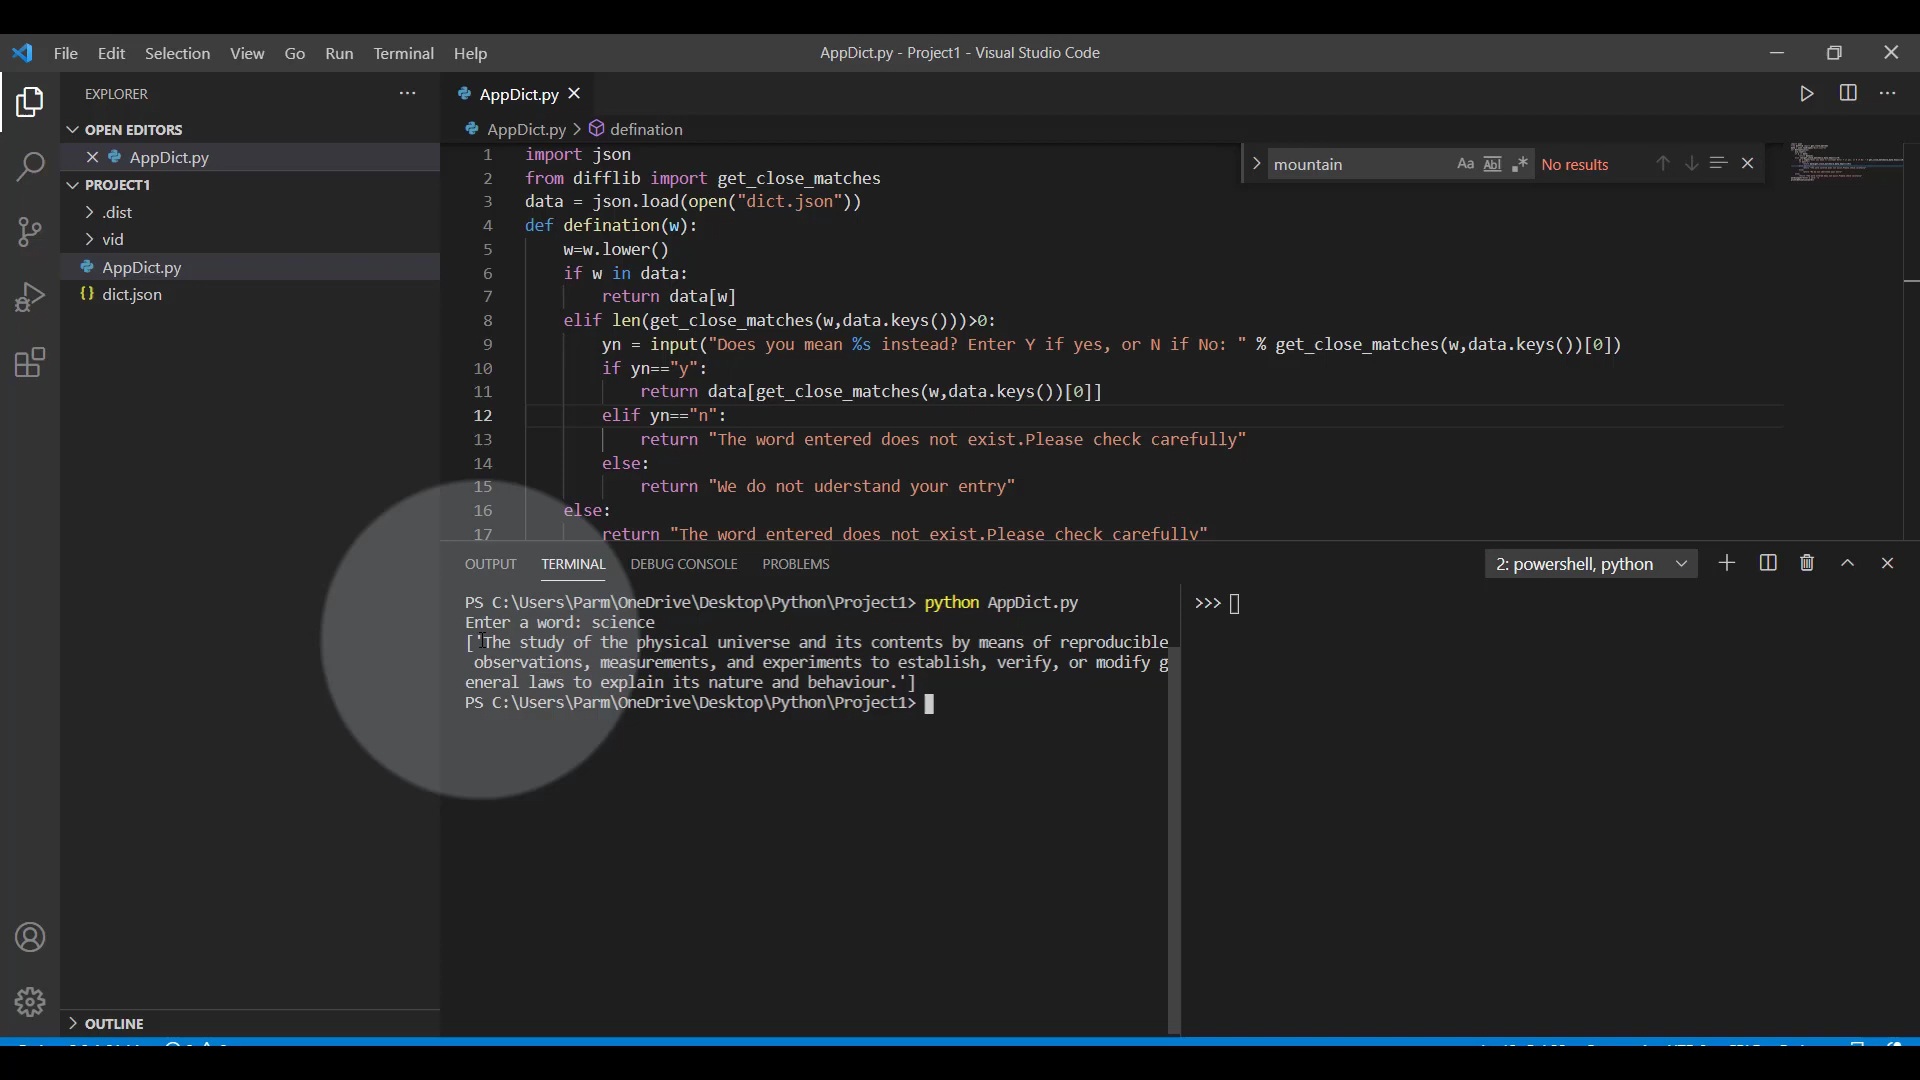 File Edit Selection View Go Run Terminal Help
AppDict.py - Project1 - Visual Studio Code
EXPLORER
OPEN EDITORS
AppDict.py
PROJECT1
.dist
vid
AppDict.py
dict.json
OUTLINE
AppDict.py
AppDict.py > defination
mountain
Aa Abl No results
1 import json
2 from difflib import get_close_matches
3 data = json.load(open("dict.json"))
4 def defination(w):
5 w=w.lower()
6 if w in data:
7 return data[w]
8 elif len(get_close_matches(w,data.keys()))>0:
9 yn = input("Does you mean %s instead? Enter Y if yes, or N if No: " % get_close_matches(w,data.keys())[0])
10 if yn=="y":
11 return data[get_close_matches(w,data.keys())[0]]
12 elif yn=="n":
13 return "The word entered does not exist.Please check carefully"
14 else:
15 return "We do not uderstand your entry"
16 else:
17 return "The word entered does not exist.Please check carefully"
OUTPUT TERMINAL DEBUG CONSOLE PROBLEMS
2: powershell, python
PS C:\Users\Parm\OneDrive\Desktop\Python\Project1> python AppDict.py
Enter a word: science
['The study of the physical universe and its contents by means of reproducible
observations, measurements, and experiments to establish, verify, or modify g
eneral laws to explain its nature and behaviour.']
PS C:\Users\Parm\OneDrive\Desktop\Python\Project1>
>>>